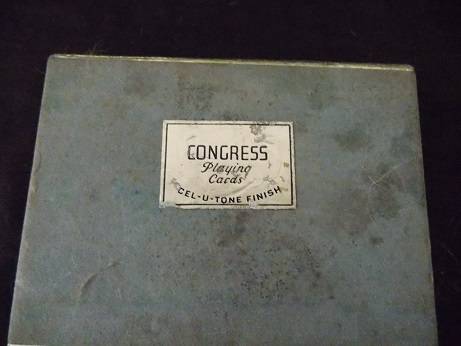 CONGRESS
Playing
Cards
CEL-U-TONE FINISH